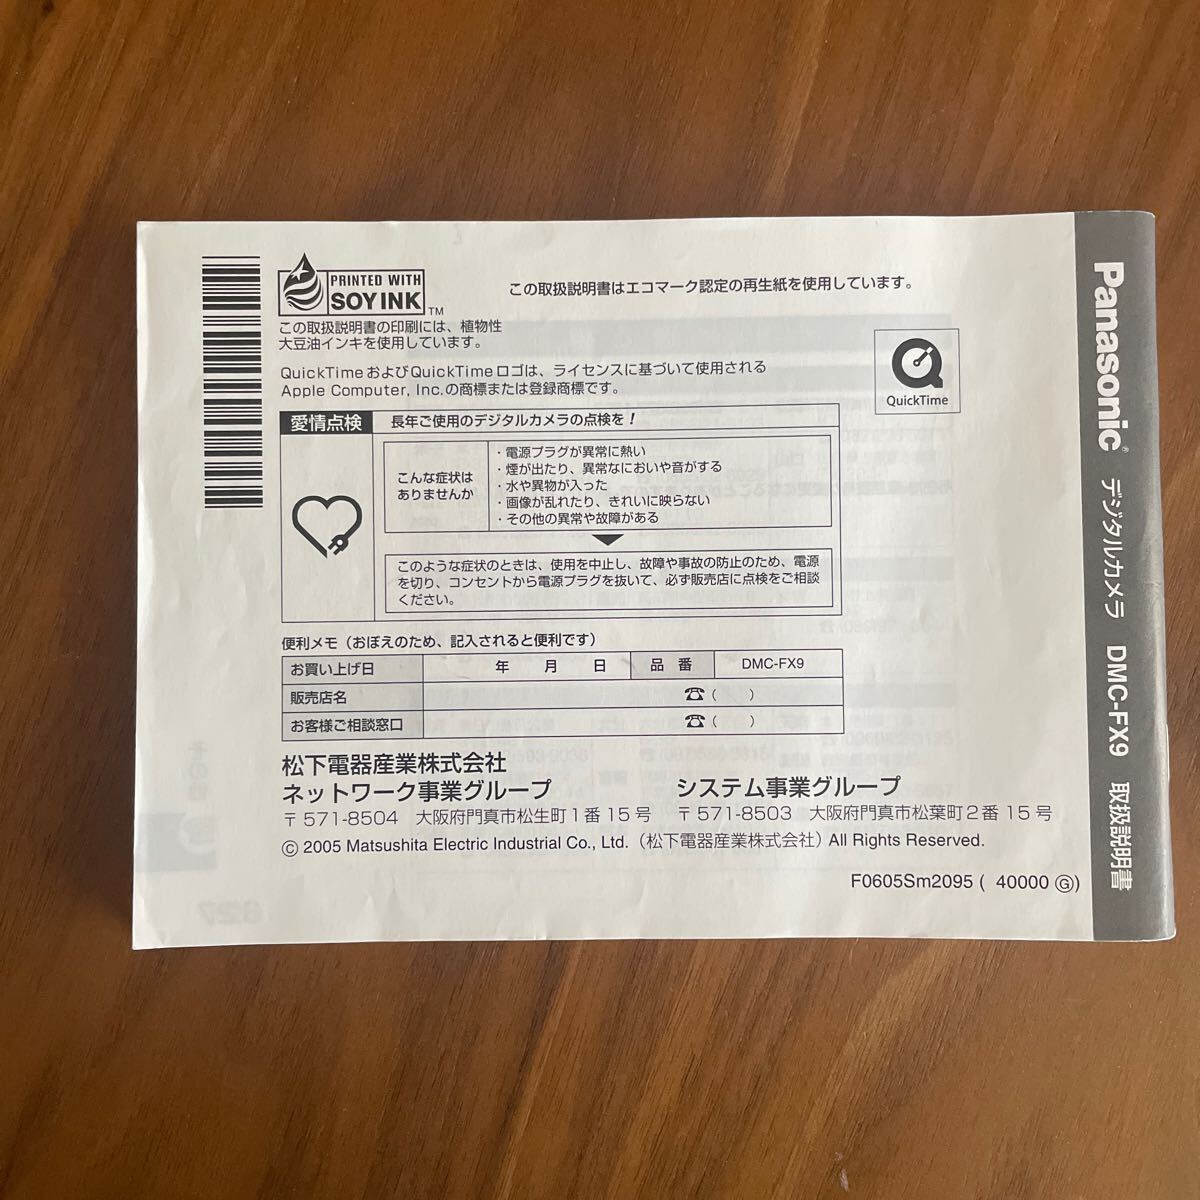 PRINTED WITH
SOY INK™
この取扱説明書の印刷には、植物性
大豆油インキを使用しています。
この取扱説明書はエコマーク認定の再生紙を使用しています。
QuickTimeおよびQuickTimeロゴは、ライセンスに基づいて使用される
Apple Computer, Inc.の商標または登録商標です。
QuickTime
愛情点検 長年ご使用のデジタルカメラの点検を!
こんな症状は
ありませんか
・電源プラグが異常に熱い
・煙が出たり、異常なにおいや音がする
・水や異物が入った
・画像が乱れたり、きれいに映らない
・その他の異常や故障がある
このような症状のときは、使用を中止し、故障や事故の防止のため、電源
を切り、コンセントから電源プラグを抜いて、必ず販売店に点検をご相談
ください。
便利メモ（おぼえのため、記入されると便利です）
お買い上げ日 年 月 日 品番 DMC-FX9
販売店名 ☎（ ）
お客様ご相談窓口 ☎（ ）
松下電器産業株式会社
ネットワーク事業グループ
〒571-8504 大阪府門真市松生町1番15号
システム事業グループ
〒571-8503 大阪府門真市松葉町2番15号
© 2005 Matsushita Electric Industrial Co., Ltd.（松下電器産業株式会社）All Rights Reserved.
F0605Sm2095 ( 40000 Ⓖ)
Panasonic® デジタルカメラ DMC-FX9 取扱説明書